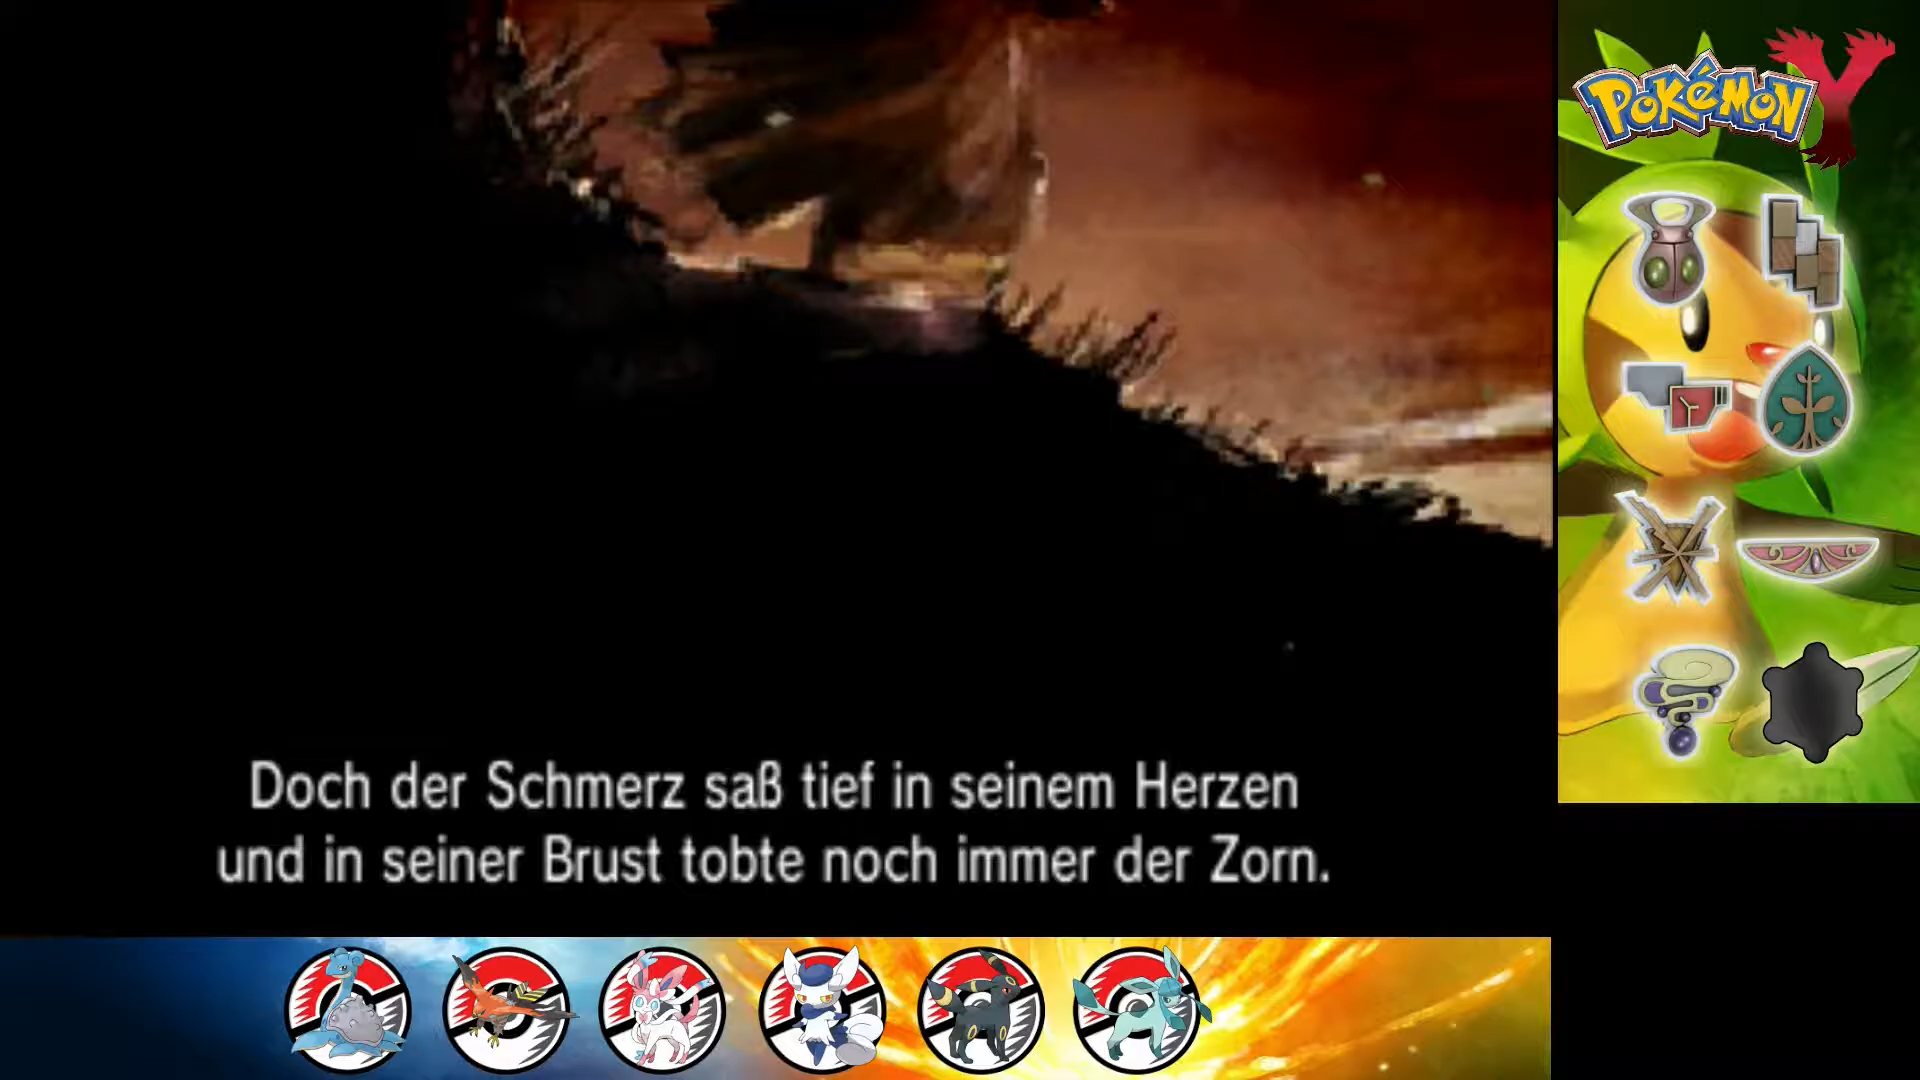 POKÉMON Y
Doch der Schmerz saß tief in seinem Herzen
und in seiner Brust tobte noch immer der Zorn.